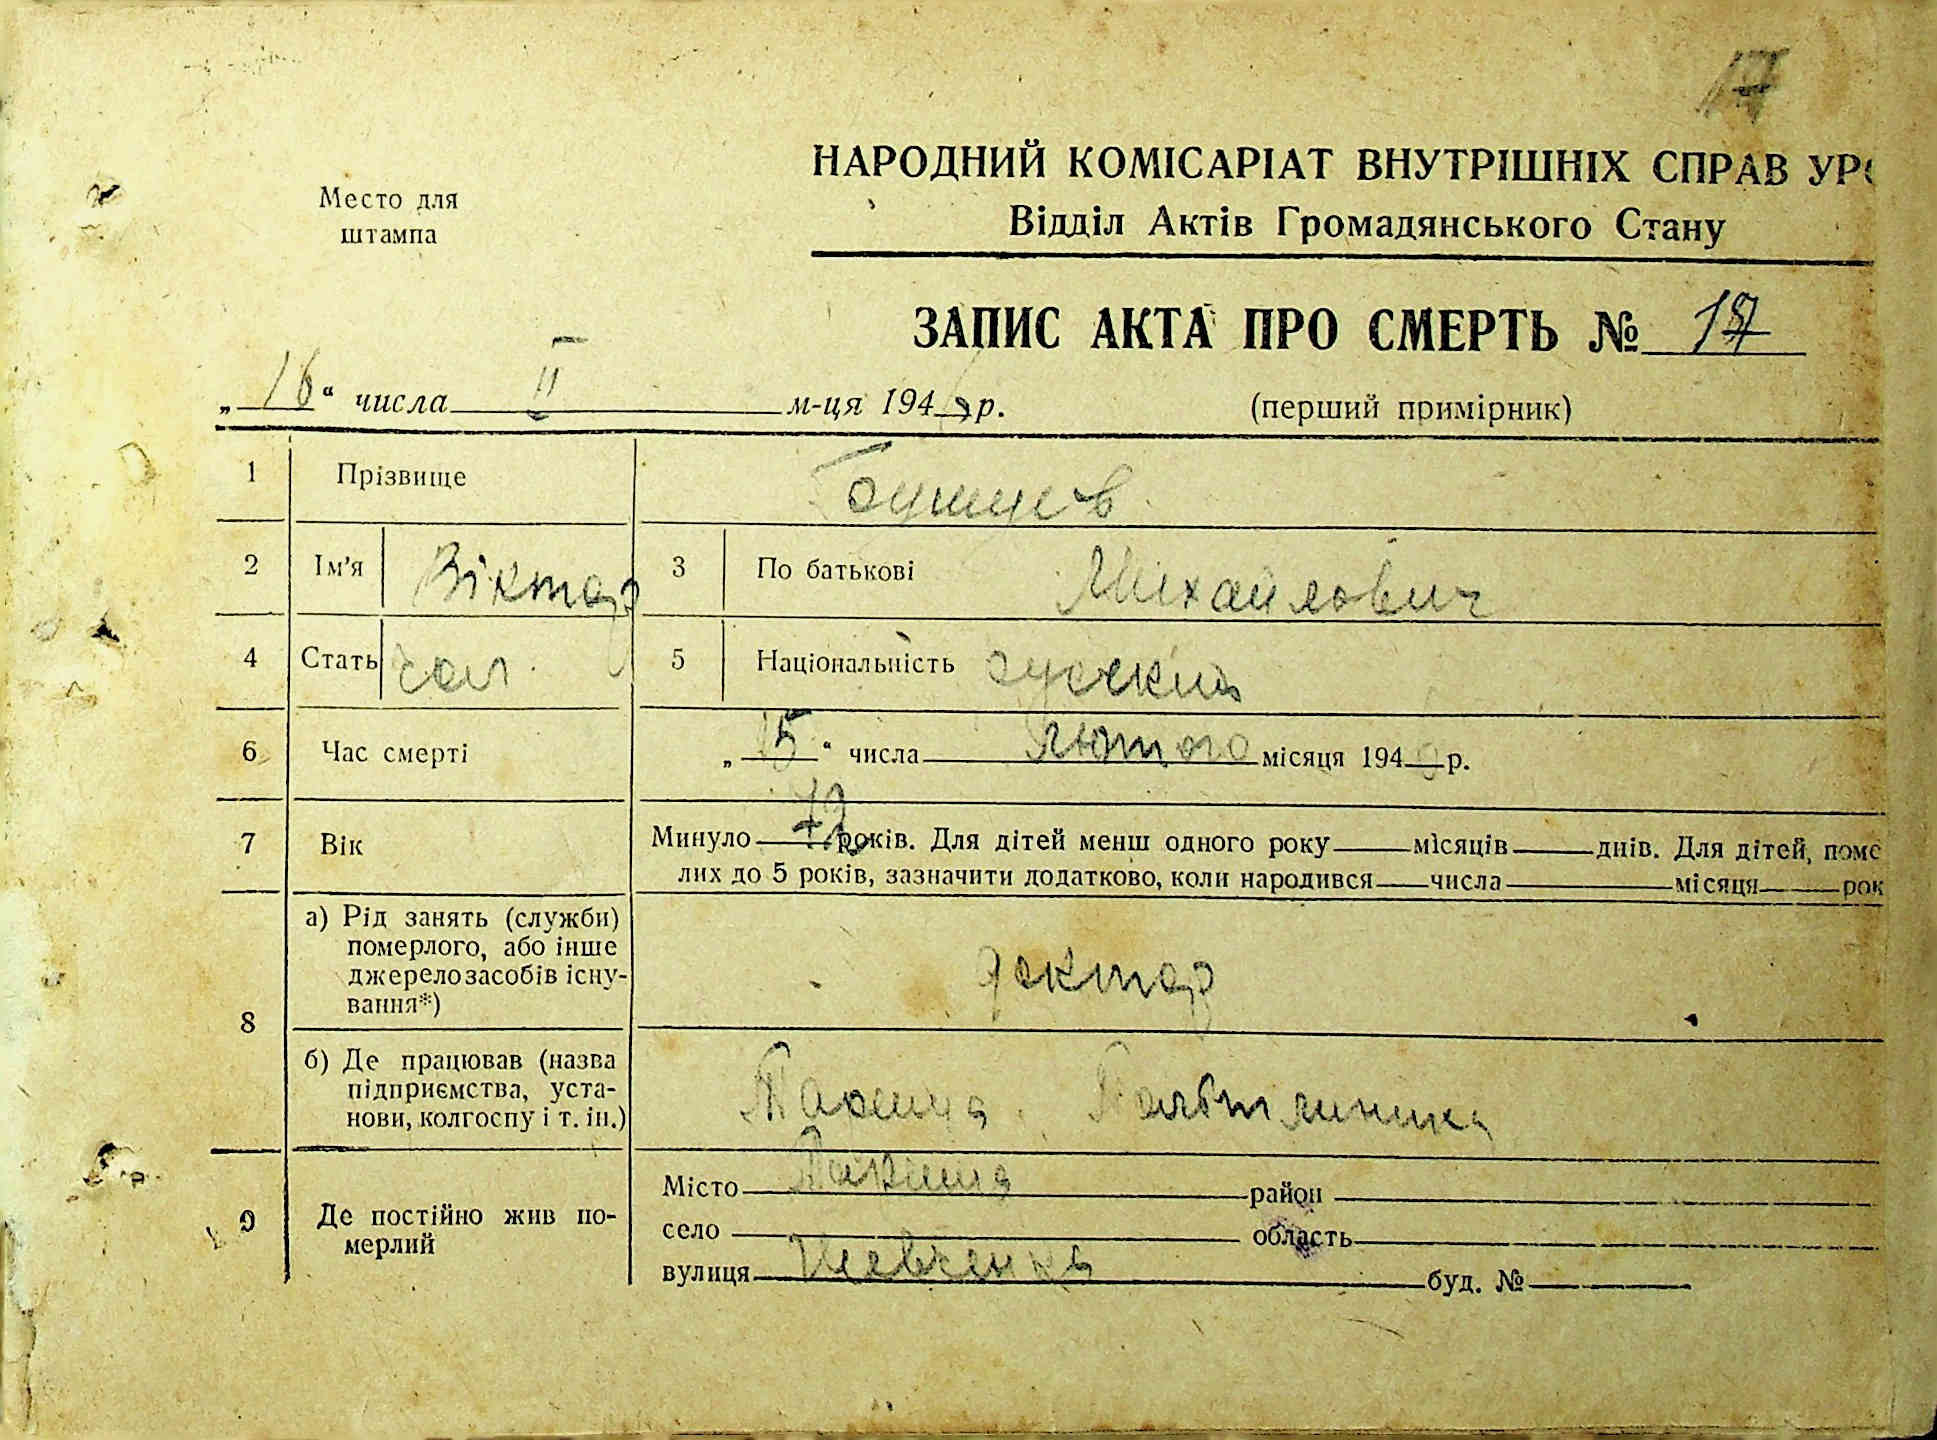 17
Место для
штампа
НАРОДНИЙ КОМІСАРІАТ ВНУТРІШНІХ СПРАВ УР
Відділ Актів Громадянського Стану
ЗАПИС АКТА ПРО СМЕРТЬ № 17
„16“ числа II м-ця 194 р.
(перший примірник)
1 Прізвище
2 Ім'я Віктор 3 По батькові Михайлович
4 Стать чол 5 Національність руский
6 Час смерті „15“ числа лютого місяця 194 р.
7 Вік Минуло 72 років. Для дітей менш одного року місяців днів. Для дітей, поме
лих до 5 років, зазначити додатково, коли народився числа місяця рок
8 а) Рід занять (служби)
померлого, або інше
джерело засобів існу-
вання*)
доктор
б) Де працював (назва
підприємства, уста-
нови, колгоспу і т. ін.)
9 Де постійно жив по-
мерлий
Місто район
село область
вулиця Шевченка буд. №